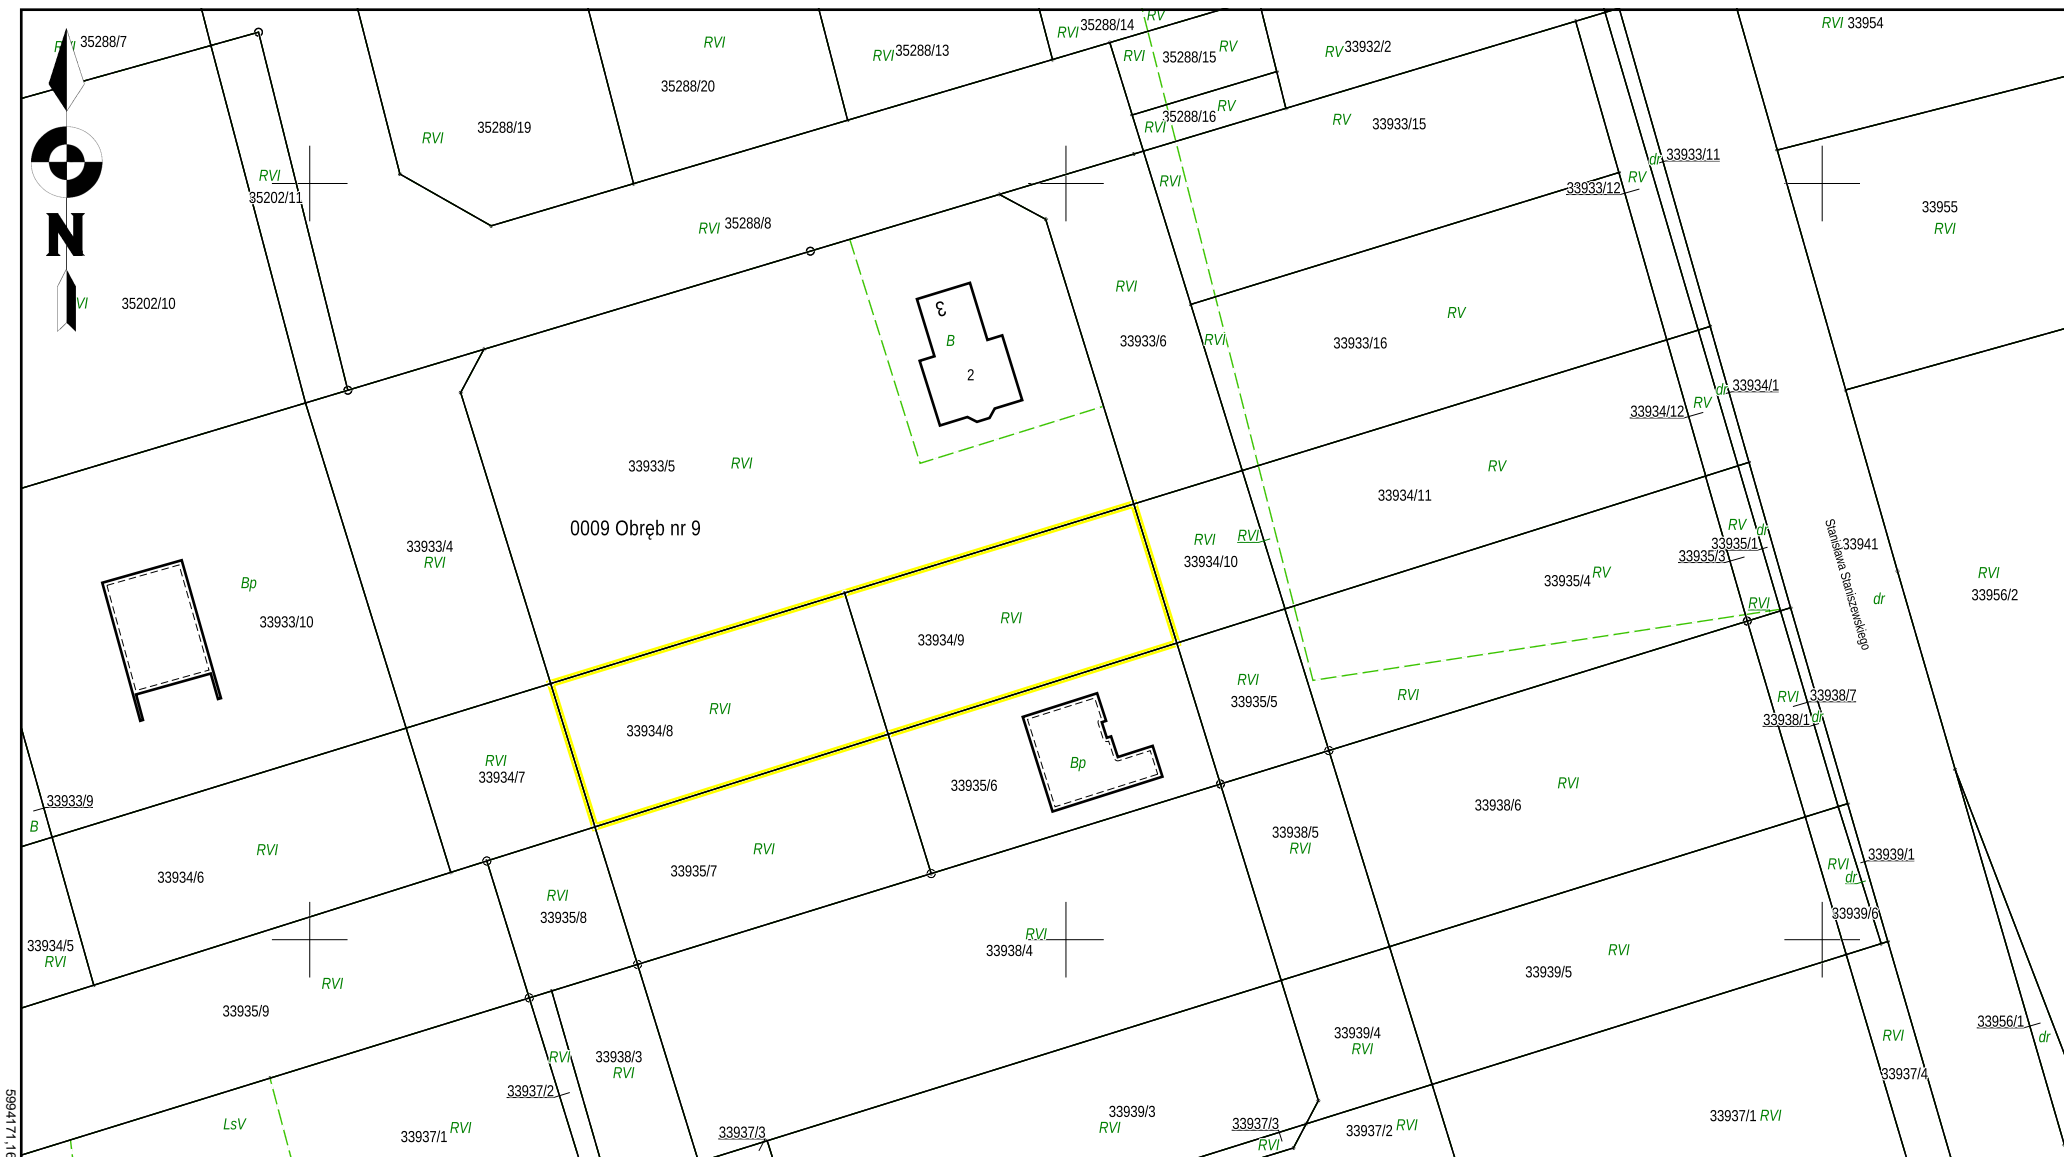 35288/7
RVI
35288/14
RV
RVI
35288/13
RVI
RVI
35288/20
RVI
35288/15
RV
RV
33932/2
RVI
33954
35288/19
RVI
35288/16
RV
RVI
RV
33933/15
33933/11
dr
RV
33933/12
RVI
35202/11
RVI
N
35288/8
RVI
33955
RVI
VI
35202/10
RVI
33933/6
3
B
2
RV
33933/16
RVI
33934/1
dr
RV
33934/12
33933/5
RVI
RV
33934/11
0009 Obręb nr 9
33933/4
RVI
RVI
RVI
33934/10
RV
dr
33935/1
33935/3
33941
Stanisława Staniszewskiego
33935/4
RV
RVI
33956/2
dr
RVI
Bp
33933/10
RVI
33934/9
RVI
33934/8
RVI
33935/5
RVI
RVI
33938/7
33938/1
dr
RVI
33934/7
Bp
33935/6
33933/9
B
RVI
33938/6
RVI
33934/6
RVI
33935/7
33938/5
RVI
33939/1
RVI
dr
RVI
33935/8
33939/6
33934/5
RVI
RVI
33938/4
RVI
33939/5
RVI
33935/9
33956/1
dr
33939/4
RVI
RVI
RVI
33938/3
RVI
33937/4
33937/2
33939/3
RVI
LsV
33937/1
RVI
33937/3
33937/3
RVI
33937/2
RVI
33937/1
RVI
5994171,16